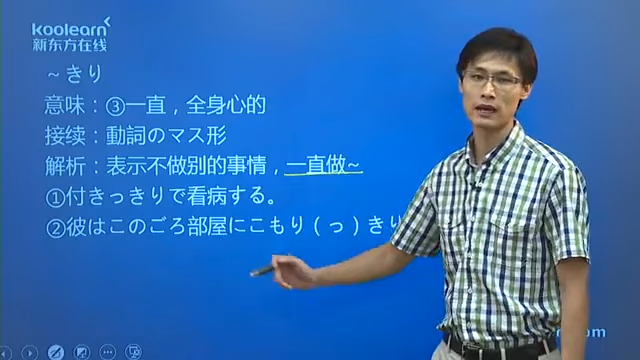 koolearn
新东方在线
～きり
意味：③一直，全身心的
接续：動詞のマス形
解析：表示不做别的事情，一直做~
①付きっきりで看病する。
②彼はこのごろ部屋にこもり（っ）きり